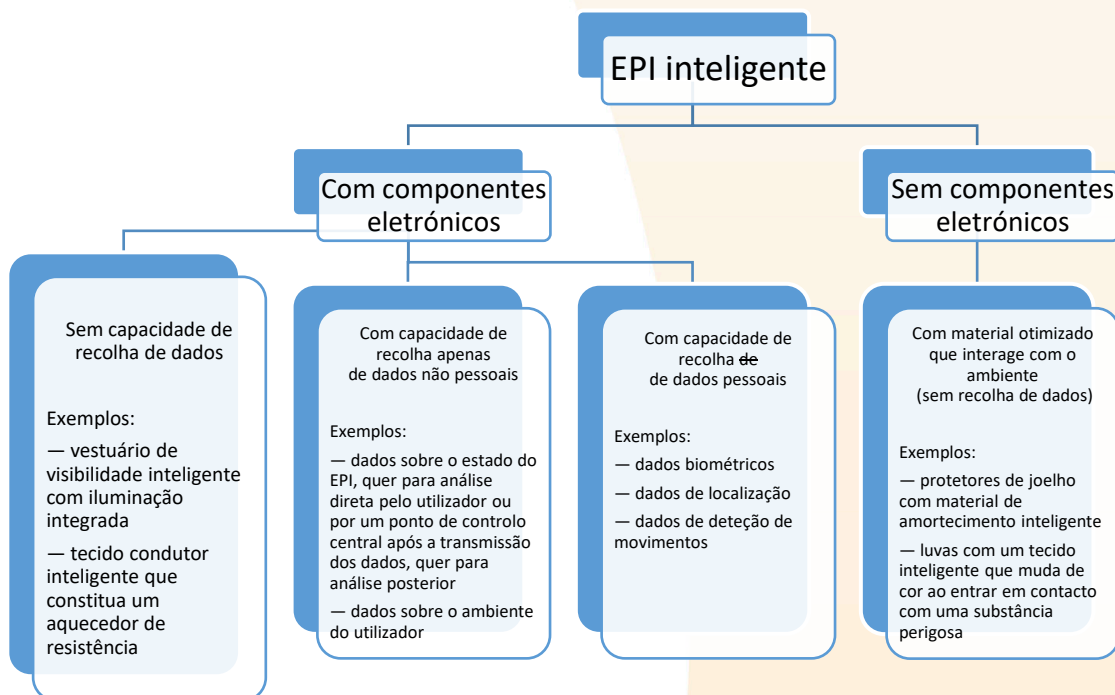 EPI inteligente
Com componentes
eletrónicos
Sem componentes
eletrónicos
Sem capacidade de
recolha de dados
Exemplos:
— vestuário de
visibilidade inteligente
com iluminação
integrada
— tecido condutor
inteligente que
constitua um
aquecedor de
resistência
Com capacidade de
recolha apenas
de dados não pessoais
Exemplos:
— dados sobre o estado do
EPI, quer para análise
direta pelo utilizador ou
por um ponto de controlo
central após a transmissão
dos dados, quer para
análise posterior
— dados sobre o ambiente
do utilizador
Com capacidade de
recolha de
de dados pessoais
Exemplos:
— dados biométricos
— dados de localização
— dados de deteção de
movimentos
Com material otimizado
que interage com o
ambiente
(sem recolha de dados)
Exemplos:
— protetores de joelho
com material de
amortecimento inteligente
— luvas com um tecido
inteligente que muda de
cor ao entrar em contacto
com uma substância
perigosa